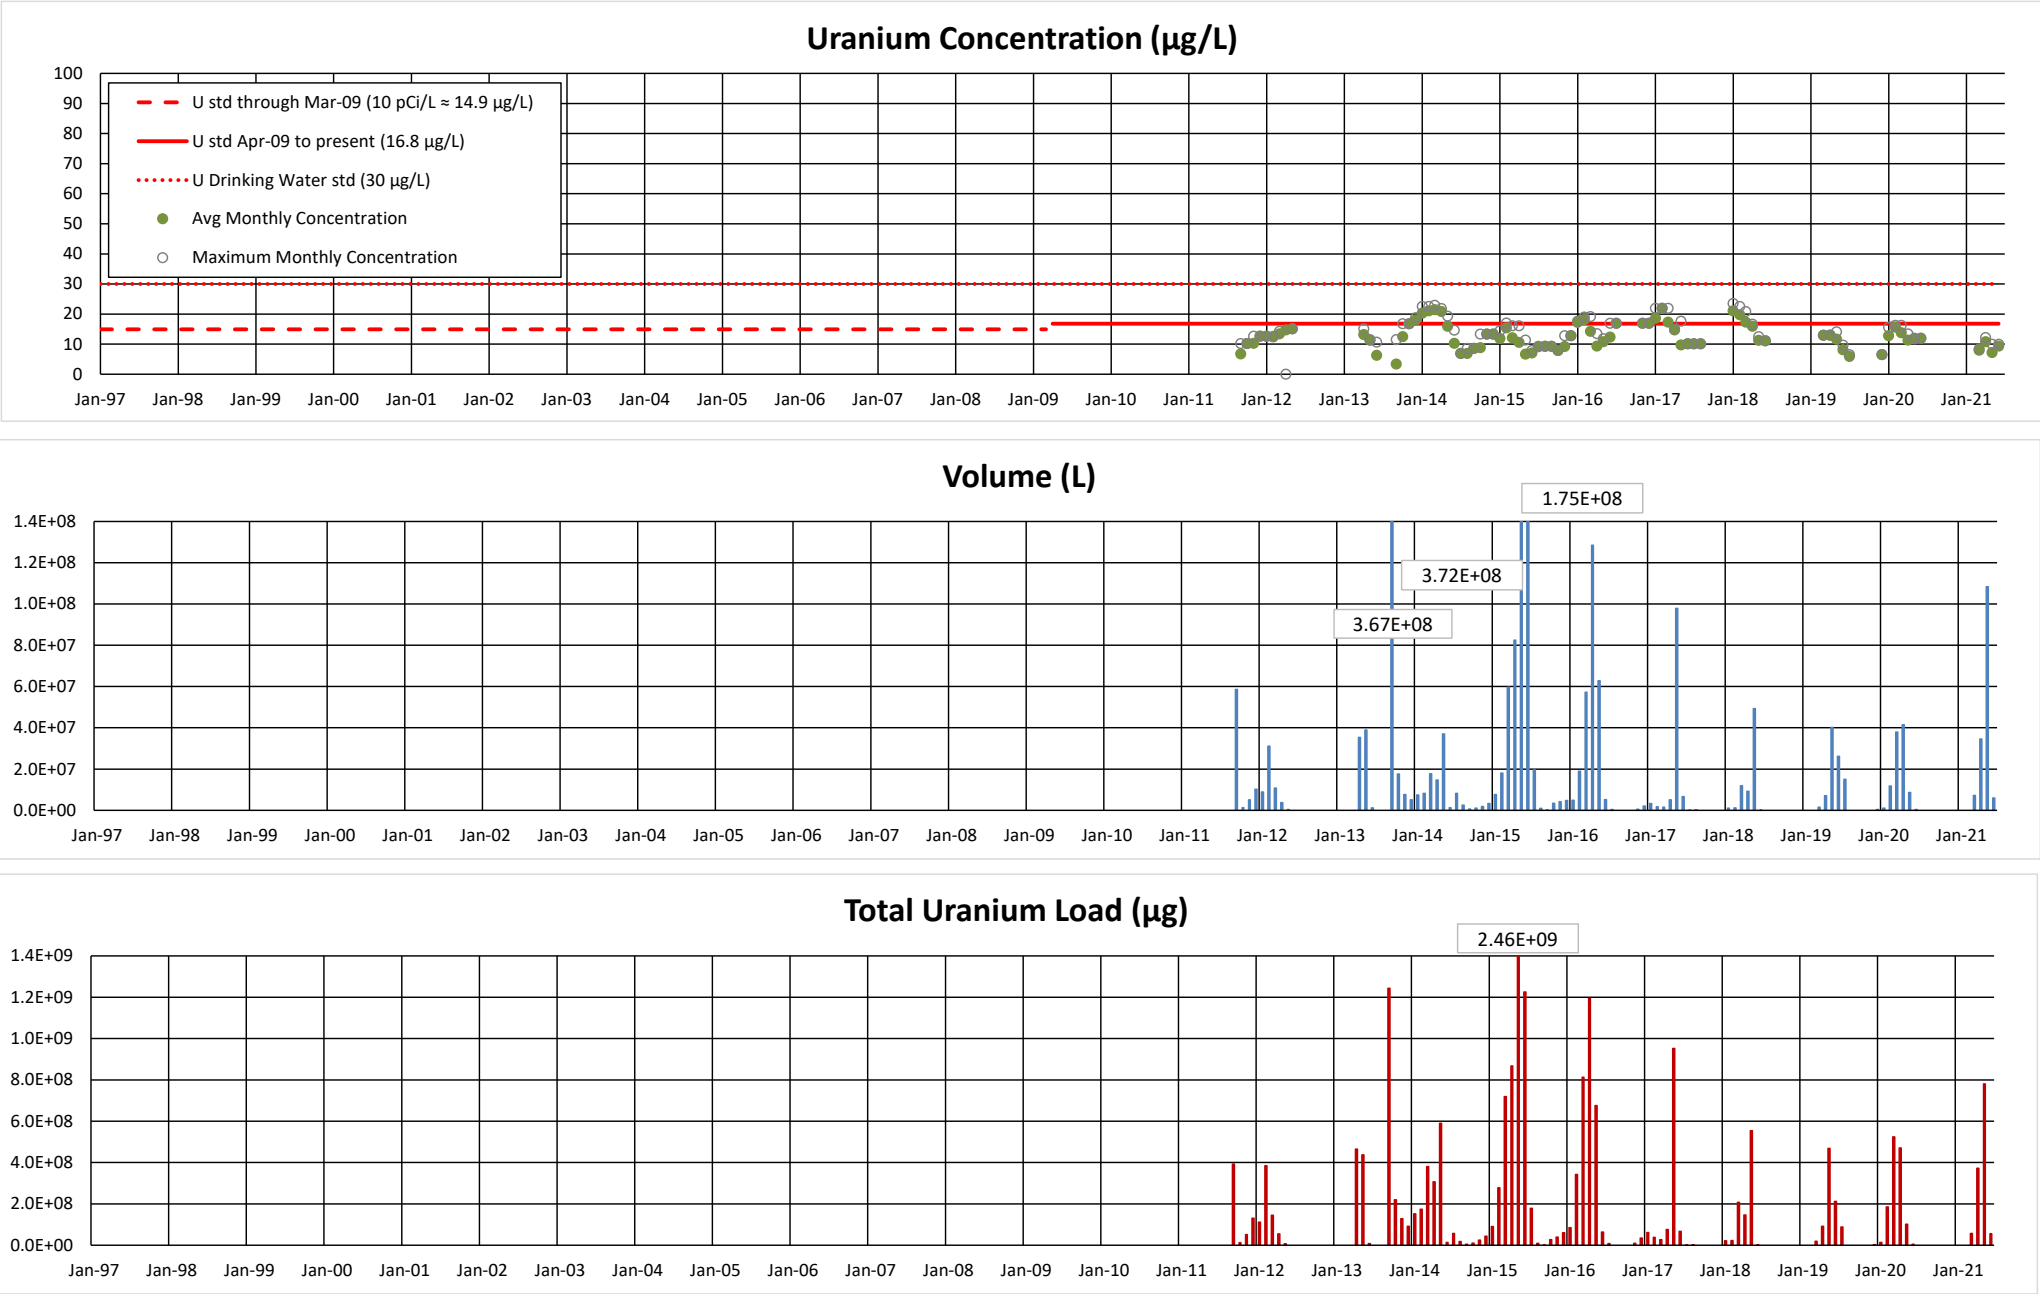 Uranium Concentration (µg/L)
100
90
80
70
60
50
40
30
20
10
0
U std through Mar-09 (10 pCi/L ≈ 14.9 µg/L)
U std Apr-09 to present (16.8 µg/L)
U Drinking Water std (30 µg/L)
Avg Monthly Concentration
Maximum Monthly Concentration
Jan-97 Jan-98 Jan-99 Jan-00 Jan-01 Jan-02 Jan-03 Jan-04 Jan-05 Jan-06 Jan-07 Jan-08 Jan-09 Jan-10 Jan-11 Jan-12 Jan-13 Jan-14 Jan-15 Jan-16 Jan-17 Jan-18 Jan-19 Jan-20 Jan-21
Volume (L)
1.75E+08
3.72E+08
3.67E+08
1.4E+08
1.2E+08
1.0E+08
8.0E+07
6.0E+07
4.0E+07
2.0E+07
0.0E+00
Jan-97 Jan-98 Jan-99 Jan-00 Jan-01 Jan-02 Jan-03 Jan-04 Jan-05 Jan-06 Jan-07 Jan-08 Jan-09 Jan-10 Jan-11 Jan-12 Jan-13 Jan-14 Jan-15 Jan-16 Jan-17 Jan-18 Jan-19 Jan-20 Jan-21
Total Uranium Load (µg)
2.46E+09
1.4E+09
1.2E+09
1.0E+09
8.0E+08
6.0E+08
4.0E+08
2.0E+08
0.0E+00
Jan-97 Jan-98 Jan-99 Jan-00 Jan-01 Jan-02 Jan-03 Jan-04 Jan-05 Jan-06 Jan-07 Jan-08 Jan-09 Jan-10 Jan-11 Jan-12 Jan-13 Jan-14 Jan-15 Jan-16 Jan-17 Jan-18 Jan-19 Jan-20 Jan-21